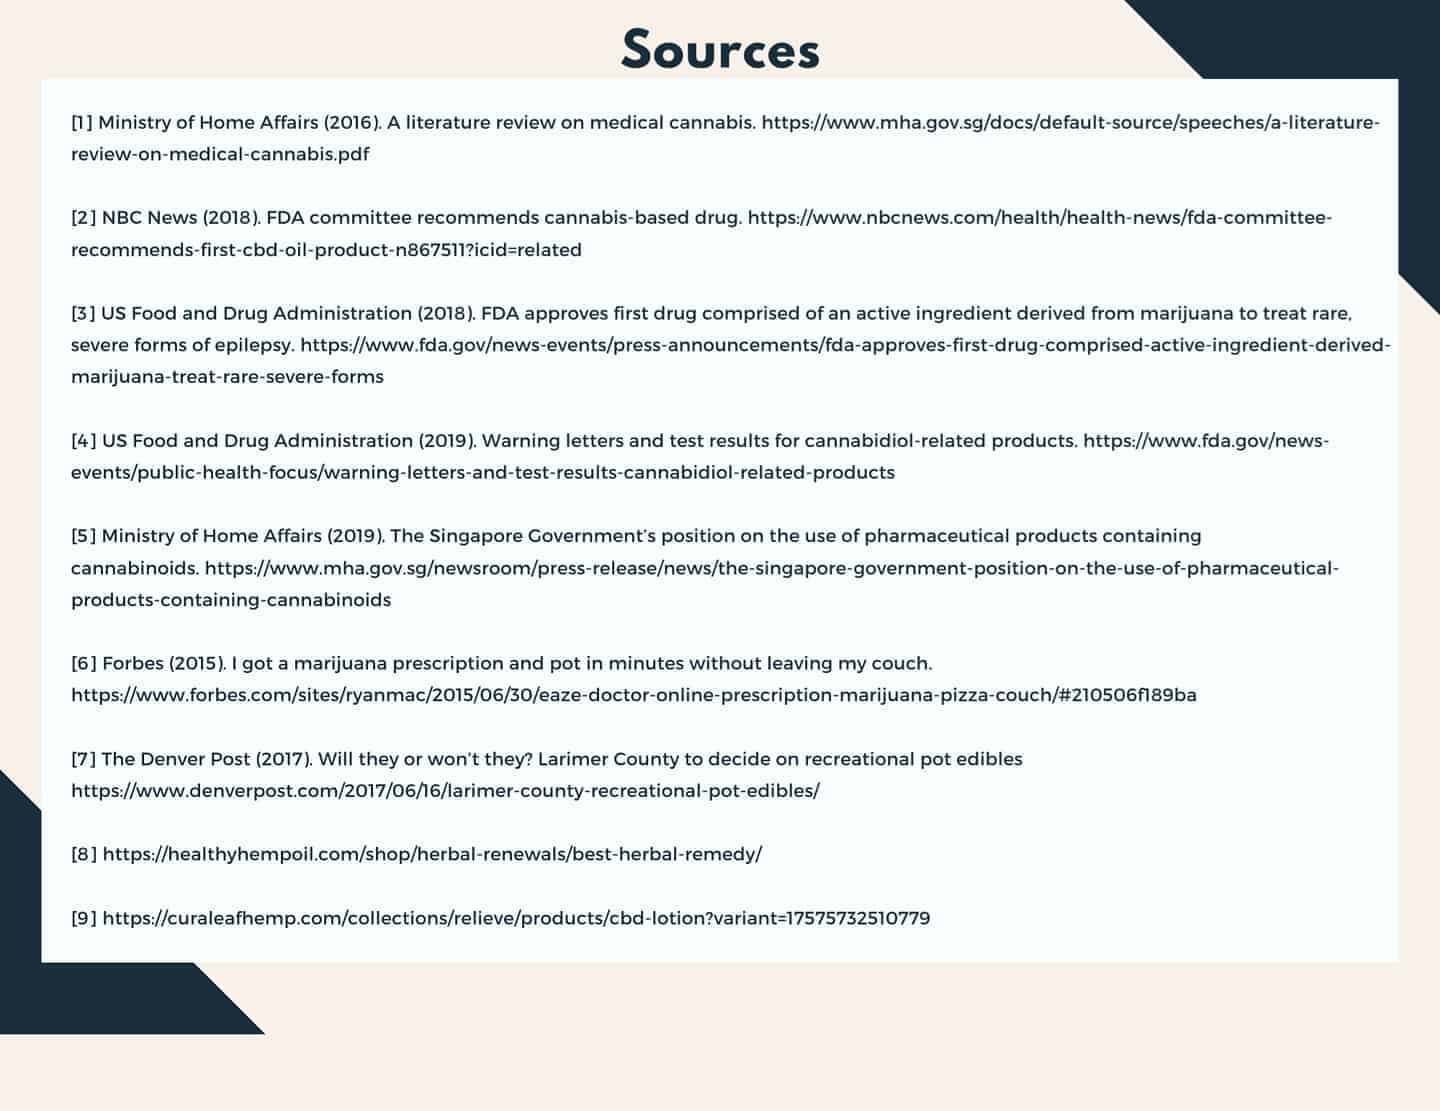 Sources
[1] Ministry of Home Affairs (2016). A literature review on medical cannabis. https://www.mha.gov.sg/docs/default-source/speeches/a-literature-
review-on-medical-cannabis.pdf
[2] NBC News (2018). FDA committee recommends cannabis-based drug. https://www.nbcnews.com/health/health-news/fda-committee-
recommends-first-cbd-oil-product-n867511?icid=related
[3] US Food and Drug Administration (2018). FDA approves first drug comprised of an active ingredient derived from marijuana to treat rare,
severe forms of epilepsy. https://www.fda.gov/news-events/press-announcements/fda-approves-first-drug-comprised-active-ingredient-derived-
marijuana-treat-rare-severe-forms
[4] US Food and Drug Administration (2019). Warning letters and test results for cannabidiol-related products. https://www.fda.gov/news-
events/public-health-focus/warning-letters-and-test-results-cannabidiol-related-products
[5] Ministry of Home Affairs (2019). The Singapore Government's position on the use of pharmaceutical products containing
cannabinoids. https://www.mha.gov.sg/newsroom/press-release/news/the-singapore-government-position-on-the-use-of-pharmaceutical-
products-containing-cannabinoids
[6] Forbes (2015). I got a marijuana prescription and pot in minutes without leaving my couch.
https://www.forbes.com/sites/ryanmac/2015/06/30/eaze-doctor-online-prescription-marijuana-pizza-couch/#210506f189ba
[7] The Denver Post (2017). Will they or won't they? Larimer County to decide on recreational pot edibles
https://www.denverpost.com/2017/06/16/larimer-county-recreational-pot-edibles/
[8] https://healthyhempoil.com/shop/herbal-renewals/best-herbal-remedy/
[9] https://curaleafhemp.com/collections/relieve/products/cbd-lotion?variant=17575732510779